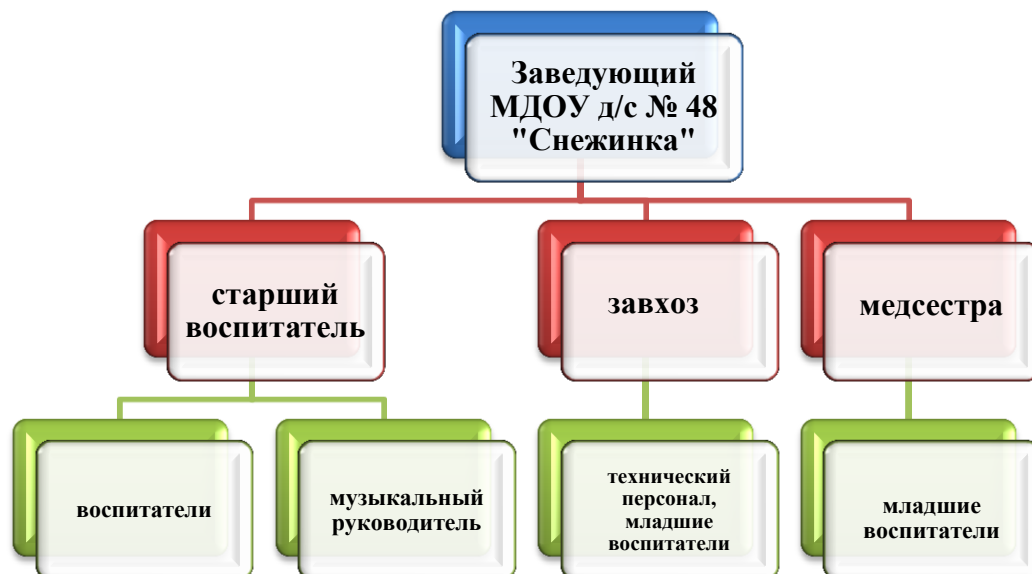 Заведующий
МДОУ д/с № 48
"Снежинка"
старший
воспитатель
завхоз
медсестра
воспитатели
музыкальный
руководитель
технический
персонал,
младшие
воспитатели
младшие
воспитатели